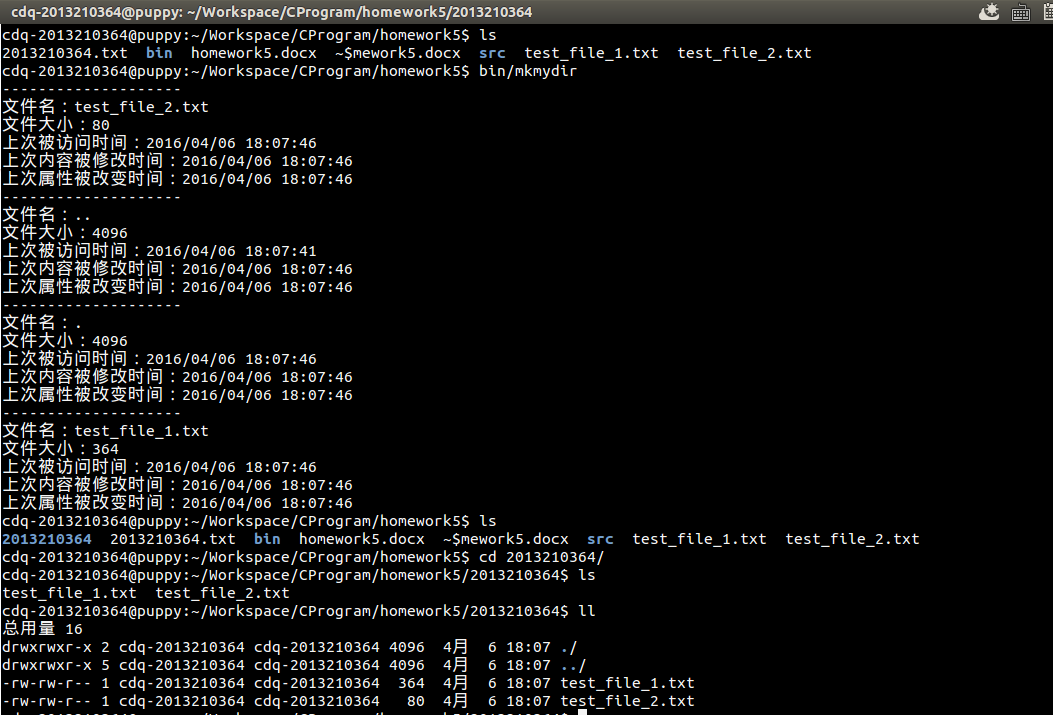 cdq-2013210364@puppy: ~/Workspace/CProgram/homework5/2013210364
cdq-2013210364@puppy:~/Workspace/CProgram/homework5$ ls
2013210364.txt  bin  homework5.docx  ~$mework5.docx  src  test_file_1.txt  test_file_2.txt
cdq-2013210364@puppy:~/Workspace/CProgram/homework5$ bin/mkmydir
--------------------
文件名：test_file_2.txt
文件大小：80
上次被访问时间：2016/04/06 18:07:46
上次内容被修改时间：2016/04/06 18:07:46
上次属性被改变时间：2016/04/06 18:07:46
--------------------
文件名：..
文件大小：4096
上次被访问时间：2016/04/06 18:07:41
上次内容被修改时间：2016/04/06 18:07:46
上次属性被改变时间：2016/04/06 18:07:46
--------------------
文件名：.
文件大小：4096
上次被访问时间：2016/04/06 18:07:46
上次内容被修改时间：2016/04/06 18:07:46
上次属性被改变时间：2016/04/06 18:07:46
--------------------
文件名：test_file_1.txt
文件大小：364
上次被访问时间：2016/04/06 18:07:46
上次内容被修改时间：2016/04/06 18:07:46
上次属性被改变时间：2016/04/06 18:07:46
cdq-2013210364@puppy:~/Workspace/CProgram/homework5$ ls
2013210364  2013210364.txt  bin  homework5.docx  ~$mework5.docx  src  test_file_1.txt  test_file_2.txt
cdq-2013210364@puppy:~/Workspace/CProgram/homework5$ cd 2013210364/
cdq-2013210364@puppy:~/Workspace/CProgram/homework5/2013210364$ ls
test_file_1.txt  test_file_2.txt
cdq-2013210364@puppy:~/Workspace/CProgram/homework5/2013210364$ ll
总用量 16
drwxrwxr-x 2 cdq-2013210364 cdq-2013210364 4096  4月  6 18:07 ./
drwxrwxr-x 5 cdq-2013210364 cdq-2013210364 4096  4月  6 18:07 ../
-rw-rw-r-- 1 cdq-2013210364 cdq-2013210364  364  4月  6 18:07 test_file_1.txt
-rw-rw-r-- 1 cdq-2013210364 cdq-2013210364   80  4月  6 18:07 test_file_2.txt
cdq-2013210364@puppy:~/Workspace/CProgram/homework5/2013210364$